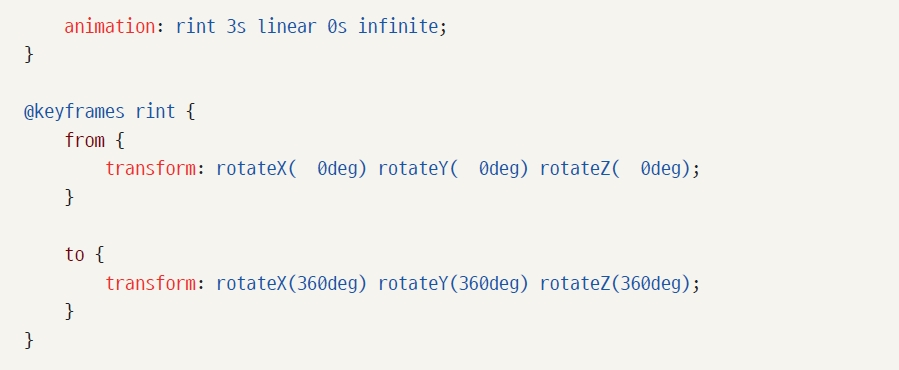 animation: rint 3s linear 0s infinite;
}

@keyframes rint {
    from {
        transform: rotateX(  0deg) rotateY(  0deg) rotateZ(  0deg);
    }

    to {
        transform: rotateX(360deg) rotateY(360deg) rotateZ(360deg);
    }
}